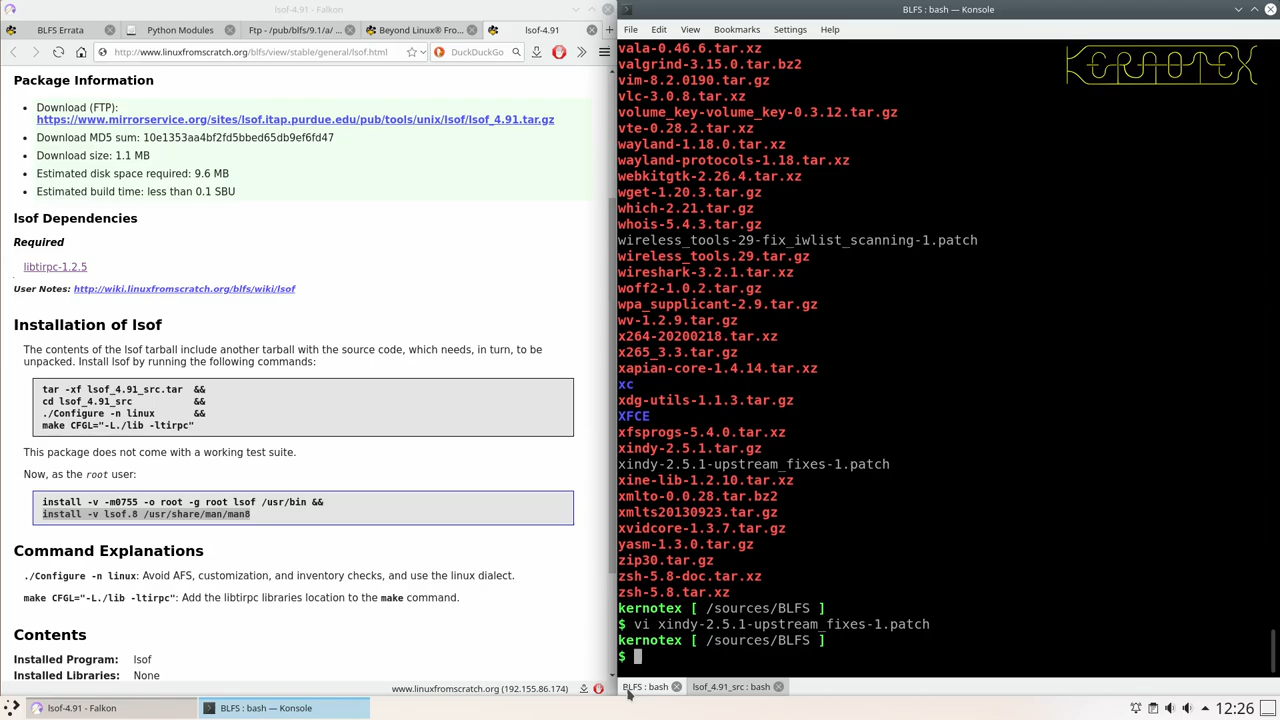 lsof-4.91 - Falkon
BLFS Errata
Python Modules
Ftp - /pub/blfs/9.1/a/ ...
Beyond Linux® Fro...
lsof-4.91
http://www.linuxfromscratch.org/blfs/view/stable/general/lsof.html
DuckDuckGo
Package Information
Download (FTP):
https://www.mirrorservice.org/sites/lsof.itap.purdue.edu/pub/tools/unix/lsof/lsof_4.91.tar.gz
Download MD5 sum: 10e1353aa4bf2fd5bbed65db9ef6fd47
Download size: 1.1 MB
Estimated disk space required: 9.6 MB
Estimated build time: less than 0.1 SBU
lsof Dependencies
Required
libtirpc-1.2.5
User Notes: http://wiki.linuxfromscratch.org/blfs/wiki/lsof
Installation of lsof
The contents of the lsof tarball include another tarball with the source code, which needs, in turn, to be
unpacked. Install lsof by running the following commands:
tar -xf lsof_4.91_src.tar &&
cd lsof_4.91_src &&
./Configure -n linux &&
make CFGL="-L./lib -ltirpc"
This package does not come with a working test suite.
Now, as the root user:
install -v -m0755 -o root -g root lsof /usr/bin &&
install -v lsof.8 /usr/share/man/man8
Command Explanations
./Configure -n linux: Avoid AFS, customization, and inventory checks, and use the linux dialect.
make CFGL="-L./lib -ltirpc": Add the libtirpc libraries location to the make command.
Contents
Installed Program: lsof
Installed Libraries: None
www.linuxfromscratch.org (192.155.86.174)
BLFS : bash — Konsole
File Edit View Bookmarks Settings Help
KERNOTEX
vala-0.46.6.tar.xz
valgrind-3.15.0.tar.bz2
vim-8.2.0190.tar.gz
vlc-3.0.8.tar.xz
volume_key-volume_key-0.3.12.tar.gz
vte-0.28.2.tar.xz
wayland-1.18.0.tar.xz
wayland-protocols-1.18.tar.xz
webkitgtk-2.26.4.tar.xz
wget-1.20.3.tar.gz
which-2.21.tar.gz
whois-5.4.3.tar.gz
wireless_tools-29-fix_iwlist_scanning-1.patch
wireless_tools.29.tar.gz
wireshark-3.2.1.tar.xz
woff2-1.0.2.tar.gz
wpa_supplicant-2.9.tar.gz
wv-1.2.9.tar.gz
x264-20200218.tar.xz
x265_3.3.tar.gz
xapian-core-1.4.14.tar.xz
xc
xdg-utils-1.1.3.tar.gz
XFCE
xfsprogs-5.4.0.tar.xz
xindy-2.5.1.tar.gz
xindy-2.5.1-upstream_fixes-1.patch
xine-lib-1.2.10.tar.xz
xmlto-0.0.28.tar.bz2
xmlts20130923.tar.gz
xvidcore-1.3.7.tar.gz
yasm-1.3.0.tar.gz
zip30.tar.gz
zsh-5.8-doc.tar.xz
zsh-5.8.tar.xz
kernotex [ /sources/BLFS ]
$ vi xindy-2.5.1-upstream_fixes-1.patch
kernotex [ /sources/BLFS ]
$
BLFS : bash
lsof_4.91_src : bash
lsof-4.91 - Falkon
BLFS : bash — Konsole
12:26